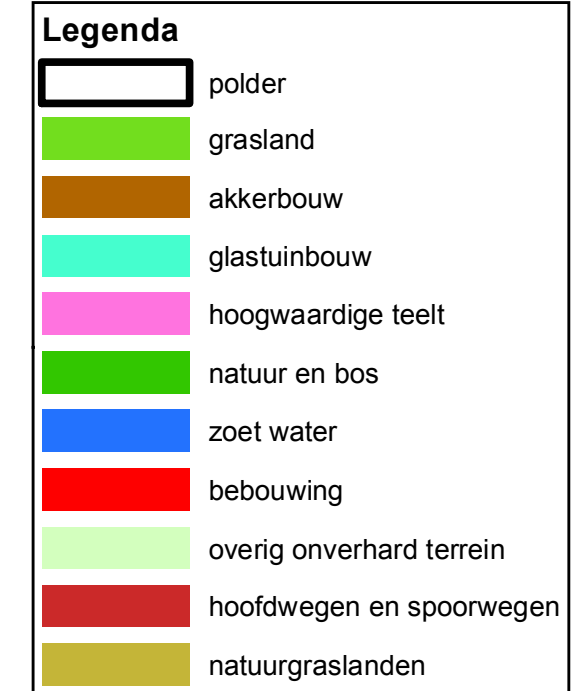 Legenda
polder
grasland
akkerbouw
glastuinbouw
hoogwaardige teelt
natuur en bos
zoet water
bebouwing
overig onverhard terrein
hoofdwegen en spoorwegen
natuurgraslanden